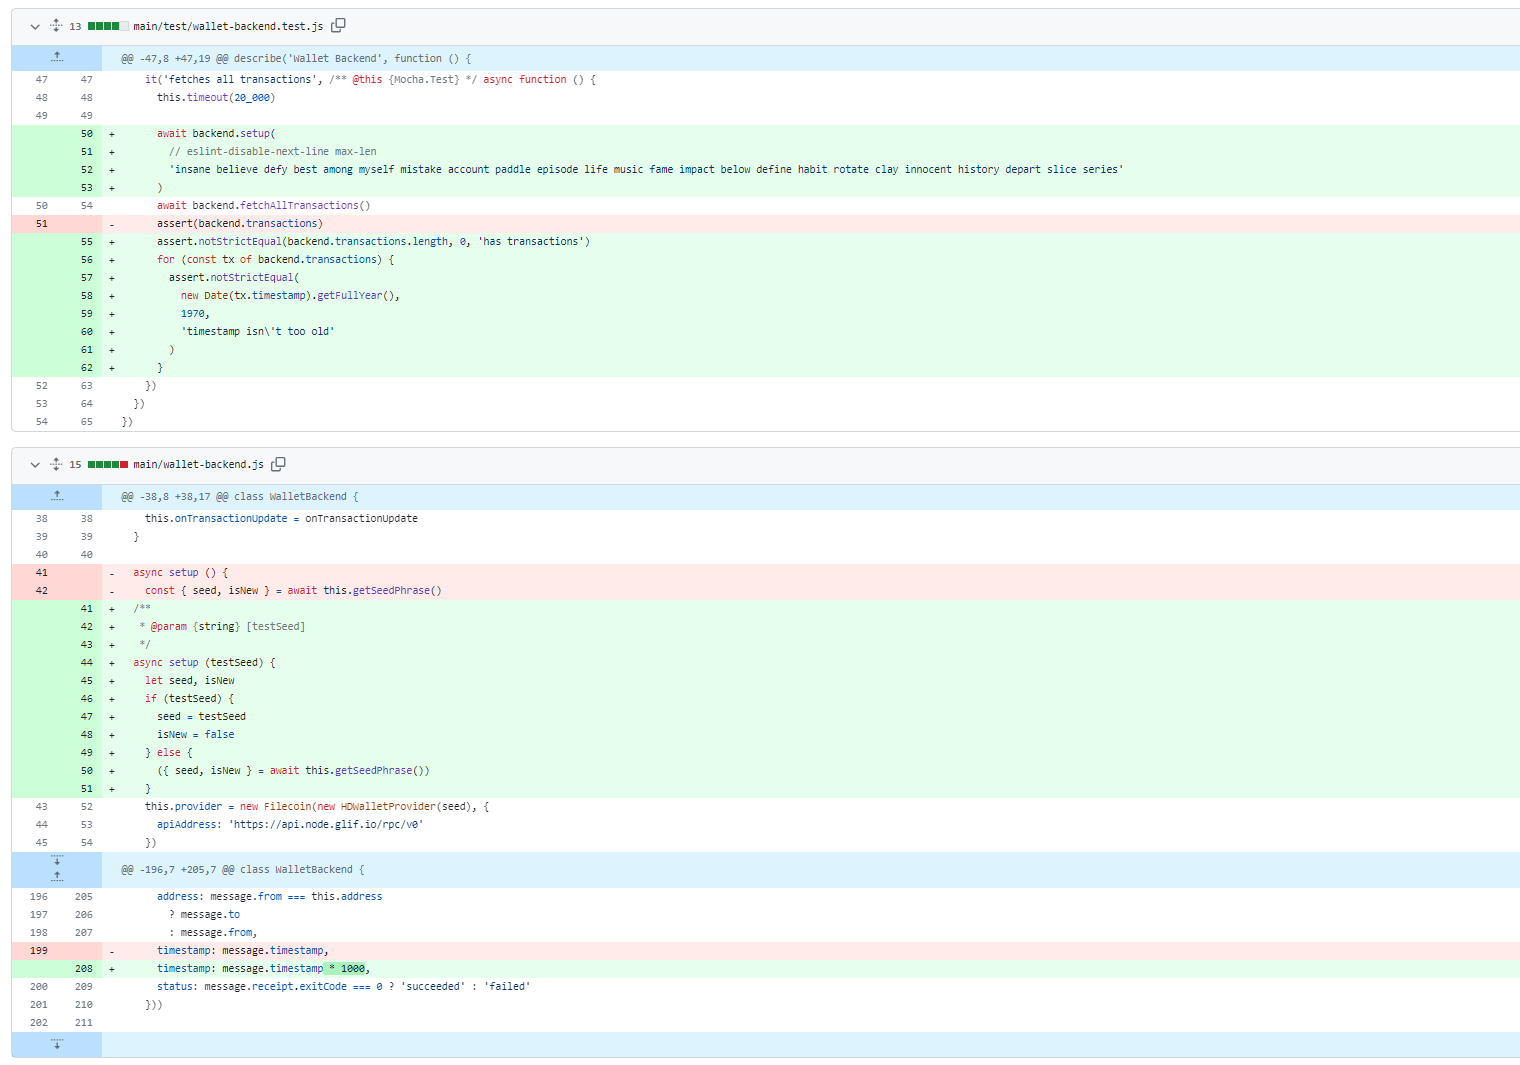 13 main/test/wallet-backend.test.js
@@ -47,8 +47,19 @@ describe('Wallet Backend', function () {
47 47 it('fetches all transactions', /** @this {Mocha.Test} */ async function () {
48 48 this.timeout(20_000)
49 49
50 + await backend.setup(
51 + // eslint-disable-next-line max-len
52 + 'insane believe defy best among myself mistake account paddle episode life music fame impact below define habit rotate clay innocent history depart slice series'
53 + )
50 54 await backend.fetchAllTransactions()
51 - assert(backend.transactions)
55 + assert.notStrictEqual(backend.transactions.length, 0, 'has transactions')
56 + for (const tx of backend.transactions) {
57 + assert.notStrictEqual(
58 + new Date(tx.timestamp).getFullYear(),
59 + 1970,
60 + 'timestamp isn\'t too old'
61 + )
62 + }
52 63 })
53 64 })
54 65 })
15 main/wallet-backend.js
@@ -38,8 +38,17 @@ class WalletBackend {
38 38 this.onTransactionUpdate = onTransactionUpdate
39 39 }
40 40
41 - async setup () {
42 - const { seed, isNew } = await this.getSeedPhrase()
41 + /**
42 + * @param {string} [testSeed]
43 + */
44 + async setup (testSeed) {
45 + let seed, isNew
46 + if (testSeed) {
47 + seed = testSeed
48 + isNew = false
49 + } else {
50 + ({ seed, isNew } = await this.getSeedPhrase())
51 + }
43 52 this.provider = new Filecoin(new HDWalletProvider(seed), {
44 53 apiAddress: 'https://api.node.glif.io/rpc/v0'
45 54 })
@@ -196,7 +205,7 @@ class WalletBackend {
196 205 address: message.from === this.address
197 206 ? message.to
198 207 : message.from,
199 - timestamp: message.timestamp,
208 + timestamp: message.timestamp * 1000,
200 209 status: message.receipt.exitCode === 0 ? 'succeeded' : 'failed'
201 210 }))
202 211